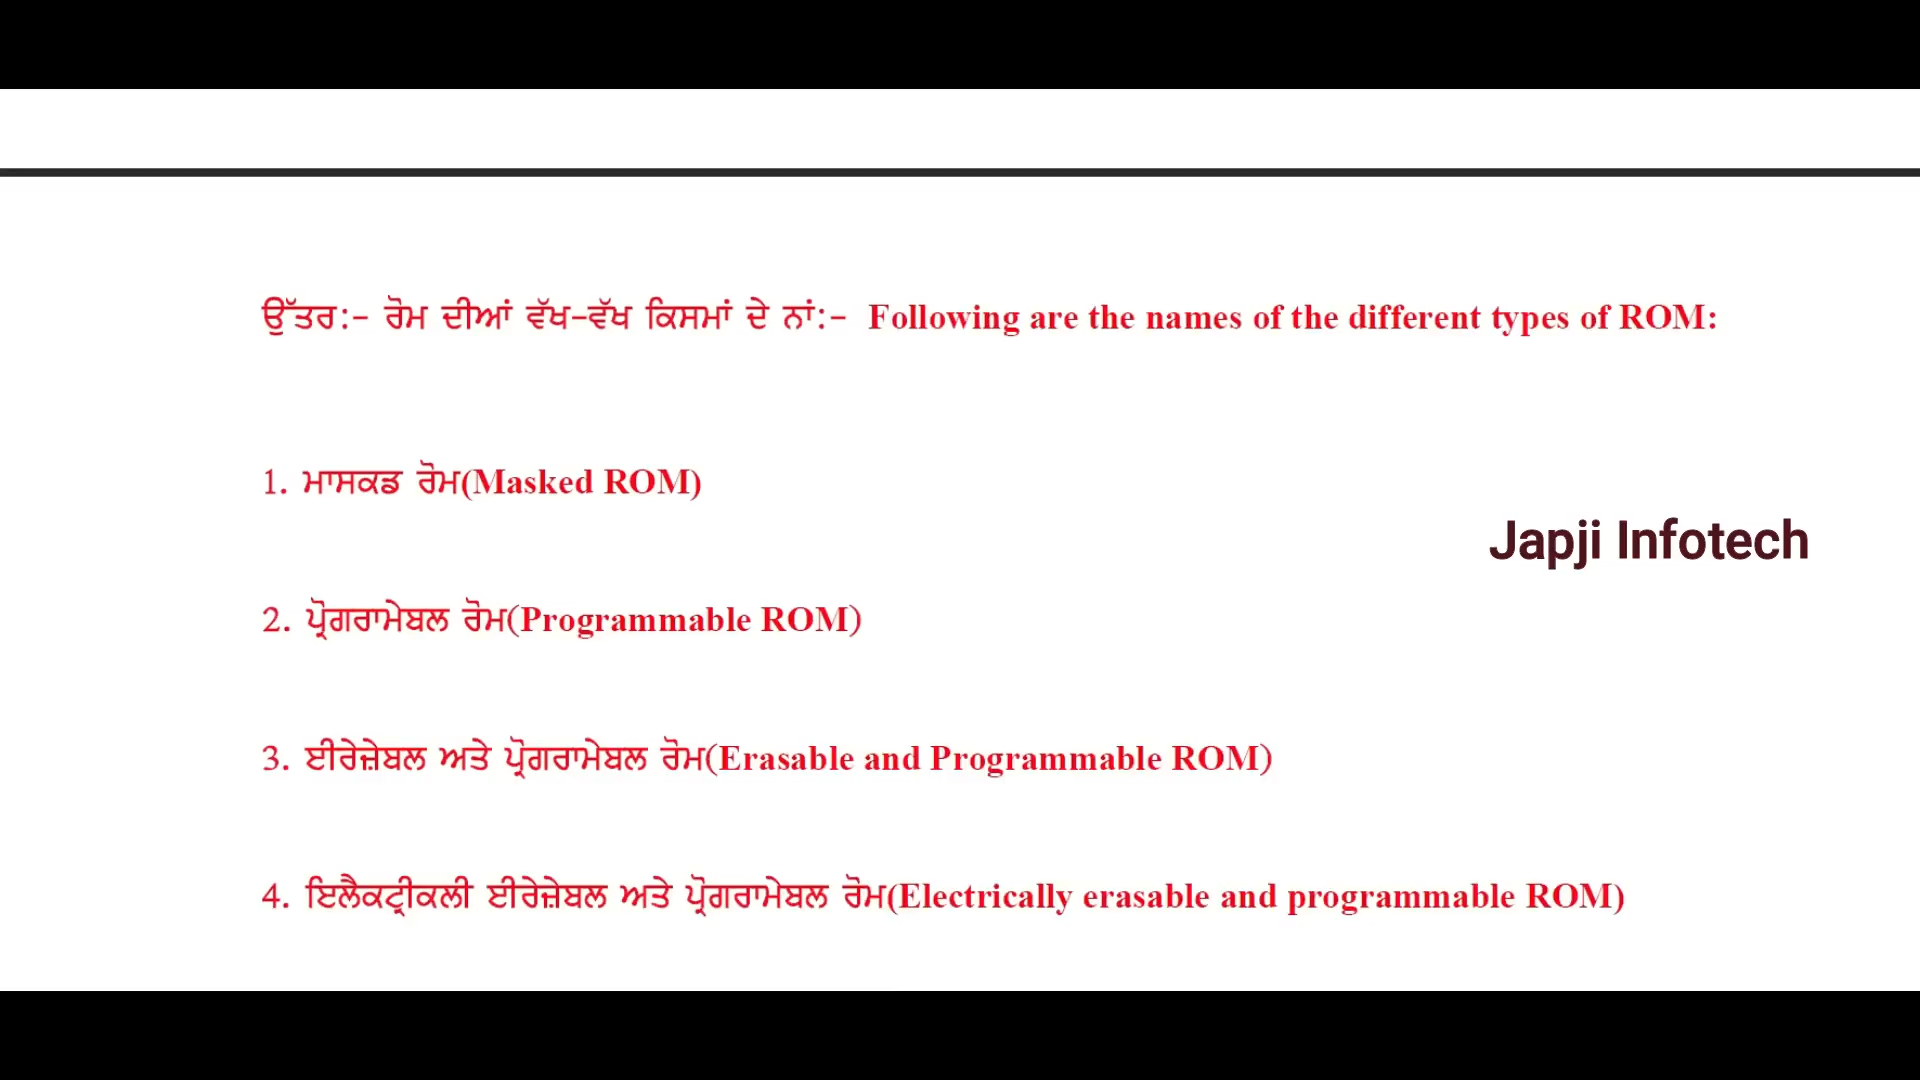 ਉੱਤਰ:- ਰੋਮ ਦੀਆਂ ਵੱਖ-ਵੱਖ ਕਿਸਮਾਂ ਦੇ ਨਾਂ:- Following are the names of the different types of ROM:
1. ਮਾਸਕਡ ਰੋਮ(Masked ROM)
Japji Infotech
2. ਪ੍ਰੋਗਰਾਮੇਬਲ ਰੋਮ(Programmable ROM)
3. ਈਰੇਜ਼ੇਬਲ ਅਤੇ ਪ੍ਰੋਗਰਾਮੇਬਲ ਰੋਮ(Erasable and Programmable ROM)
4. ਇਲੈਕਟ੍ਰੀਕਲੀ ਈਰੇਜ਼ੇਬਲ ਅਤੇ ਪ੍ਰੋਗਰਾਮੇਬਲ ਰੋਮ(Electrically erasable and programmable ROM)